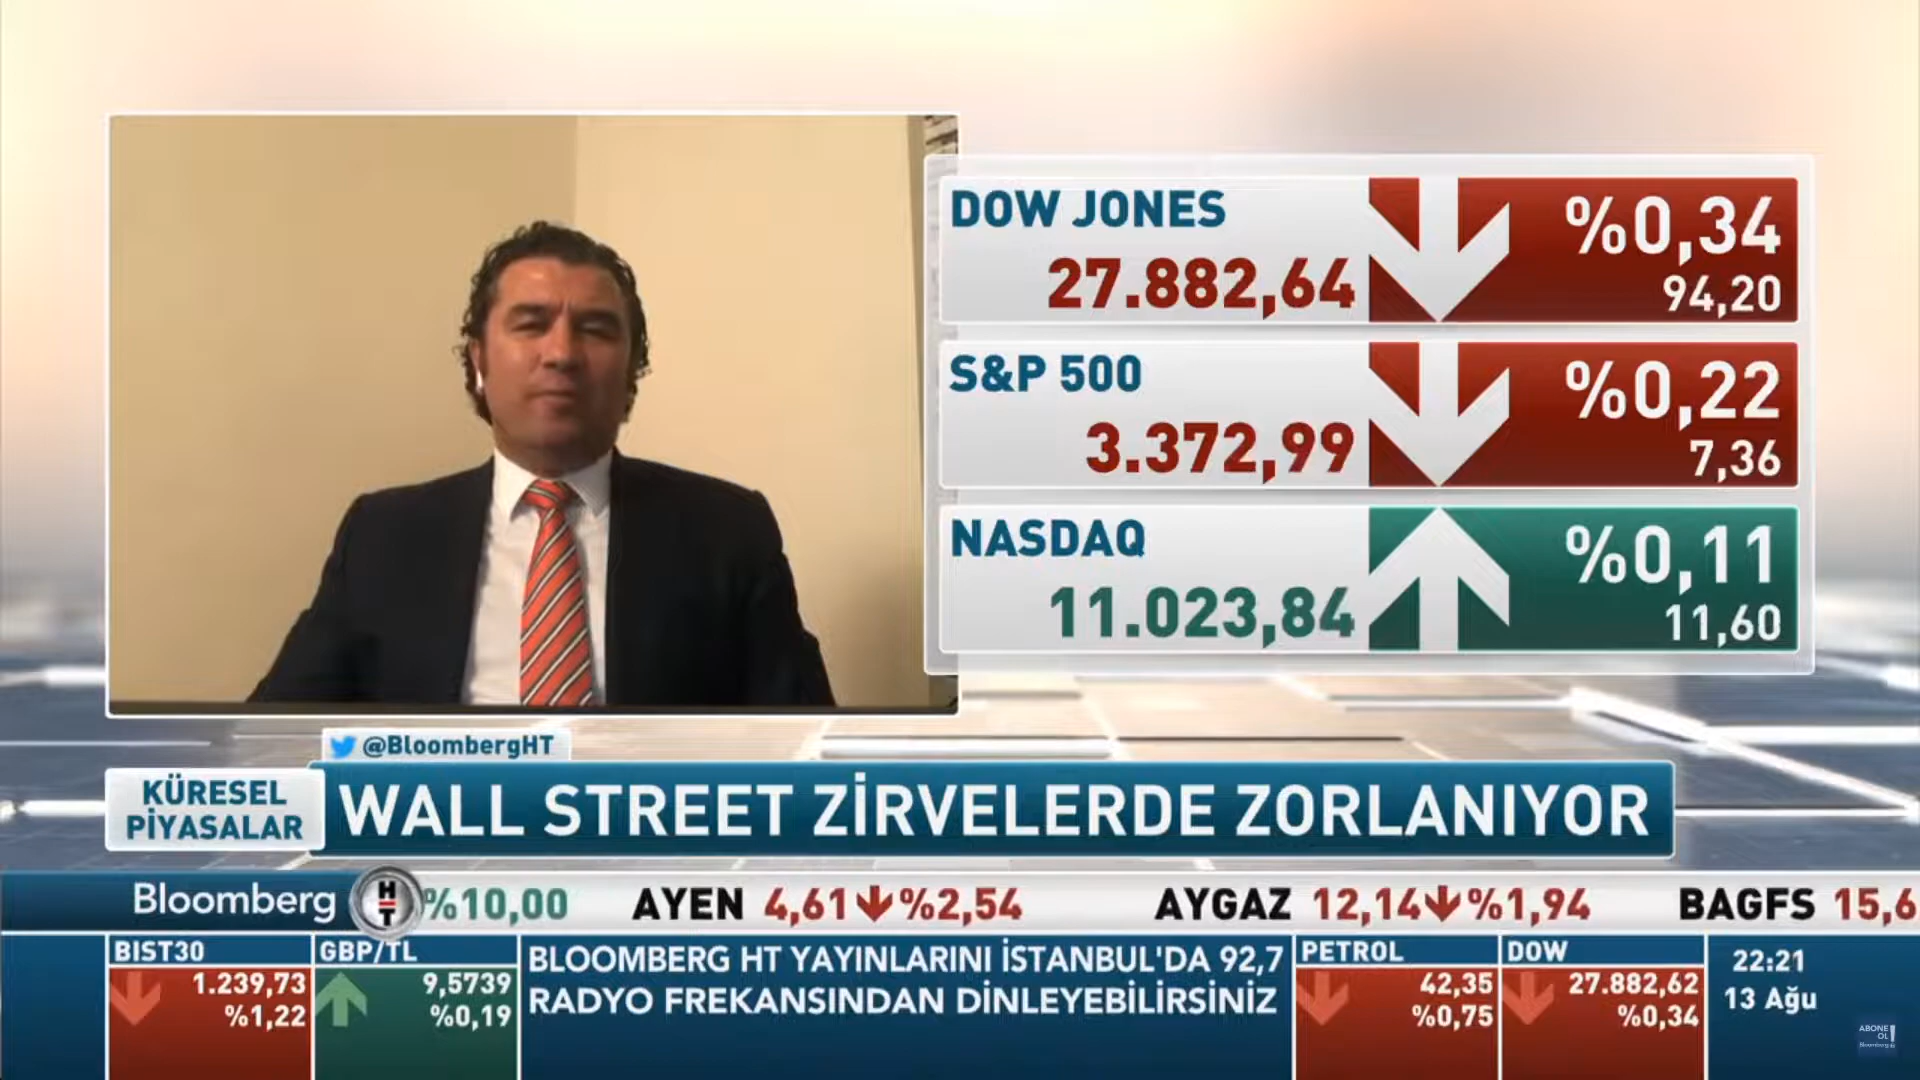 DOW JONES
27.882,64
%0,34
94,20
S&P 500
3.372,99
%0,22
7,36
NASDAQ
11.023,84
%0,11
11,60
@BloombergHT
KÜRESEL
PİYASALAR
WALL STREET ZİRVELERDE ZORLANIYOR
Bloomberg HT %10,00 AYEN 4,61 %2,54 AYGAZ 12,14 %1,94 BAGFS 15,6
BIST30
1.239,73
%1,22
GBP/TL
9,5739
%0,19
BLOOMBERG HT YAYINLARINI İSTANBUL'DA 92,7
RADYO FREKANSINDAN DİNLEYEBİLİRSİNİZ
PETROL
42,35
%0,75
DOW
27.882,62
%0,34
22:21
13 Ağu
ABONE
OL!